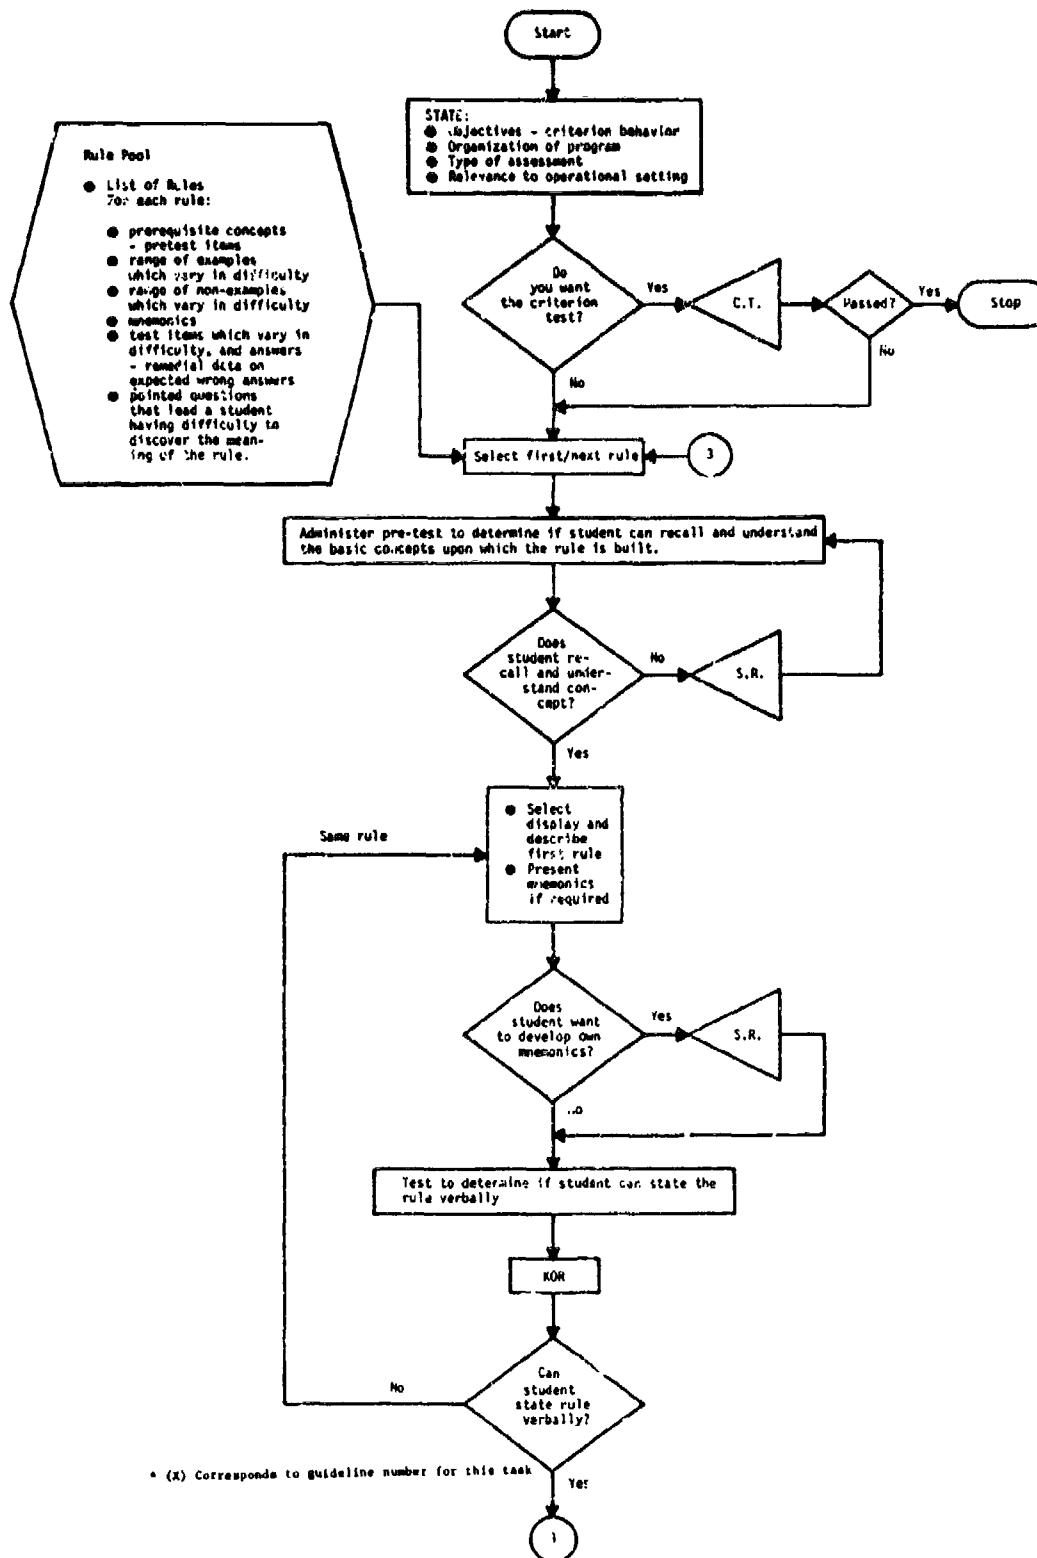 Start
STATE:
● Objectives - criterion behavior
● Organization of program
● Type of assessment
● Relevance to operational setting
Rule Pool
● List of Rules
For each rule:
● prerequisite concepts
- pretest items
● range of examples
which vary in difficulty
● range of non-examples
which vary in difficulty
● mnemonics
● test items which vary in
difficulty, and answers
- remedial data on
expected wrong answers
● pointed questions
that lead a student
having difficulty to
discover the mean-
ing of the rule.
Do
you want
the criterion
test?
Yes
C.T.
Passed?
Yes
Stop
No
No
Select first/next rule
3
Administer pre-test to determine if student can recall and understand
the basic concepts upon which the rule is built.
Does
student re-
call and under-
stand con-
cept?
No
S.R.
Yes
● Select
display and
describe
first rule
● Present
mnemonics
if required
Same rule
Does
student want
to develop own
mnemonics?
Yes
S.R.
No
Test to determine if student can state the
rule verbally
KOR
Can
student
state rule
verbally?
No
* (X) Corresponds to guideline number for this task
Yes